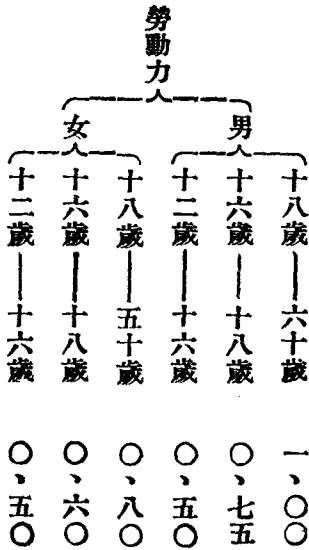 勞動力
男
十八歲——六十歲 一、〇〇
十六歲——十八歲 〇、七五
十二歲——十六歲 〇、五〇
女
十八歲——五十歲 〇、八〇
十六歲——十八歲 〇、六〇
十二歲——十六歲 〇、五〇